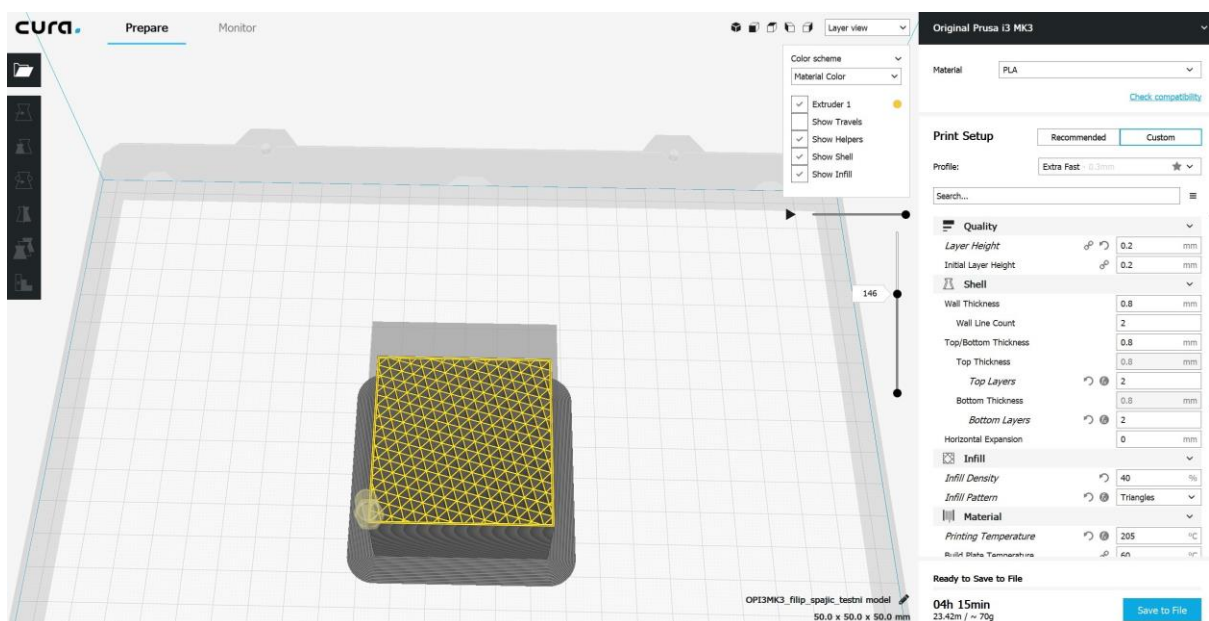 cura.
Prepare
Monitor
Layer view
Color scheme
Material Color
Extruder 1
Show Travels
Show Helpers
Show Shell
Show Infill
146
OPI3MK3_filip_spajic_testni model
50.0 x 50.0 x 50.0 mm
Original Prusa i3 MK3
Material PLA
Check compatibility
Print Setup Recommended Custom
Profile: Extra Fast - 0.3mm
Search...
Quality
Layer Height 0.2 mm
Initial Layer Height 0.2 mm
Shell
Wall Thickness 0.8 mm
Wall Line Count 2
Top/Bottom Thickness 0.8 mm
Top Thickness 0.8 mm
Top Layers 2
Bottom Thickness 0.8 mm
Bottom Layers 2
Horizontal Expansion 0 mm
Infill
Infill Density 40 %
Infill Pattern Triangles
Material
Printing Temperature 205 °C
Build Plate Temperature 60 °C
Ready to Save to File
04h 15min
23.42m / ~ 70g
Save to File